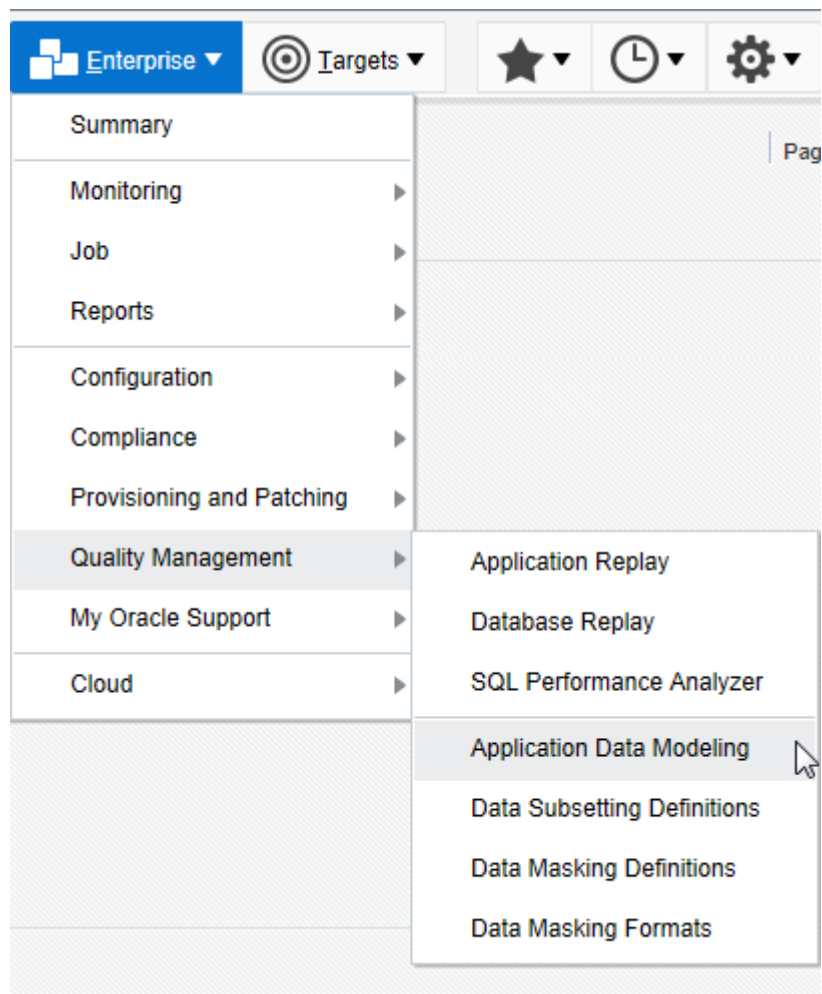 Enterprise Targets
Pag
Summary
Monitoring
Job
Reports
Configuration
Compliance
Provisioning and Patching
Quality Management
My Oracle Support
Cloud
Application Replay
Database Replay
SQL Performance Analyzer
Application Data Modeling
Data Subsetting Definitions
Data Masking Definitions
Data Masking Formats